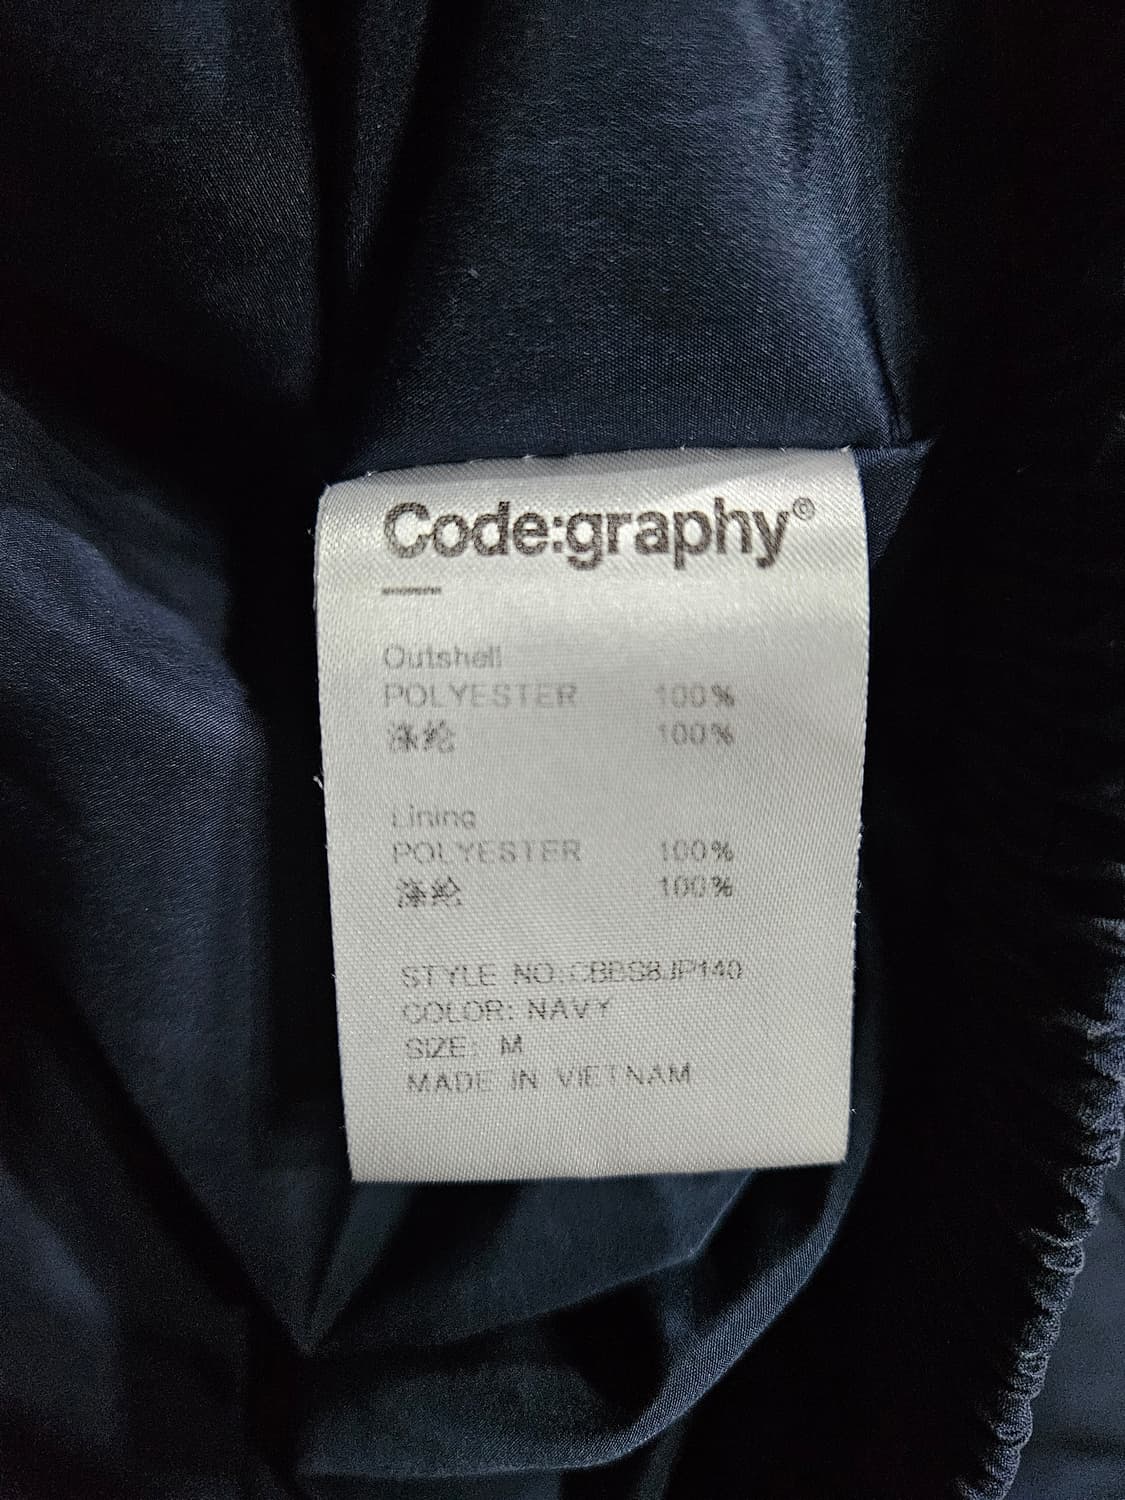 Code:graphy®
Outshell
POLYESTER 100%
涤纶 100%
Lining
POLYESTER 100%
涤纶 100%
STYLE NO:CBBS8JP140
COLOR: NAVY
SIZE: M
MADE IN VIETNAM